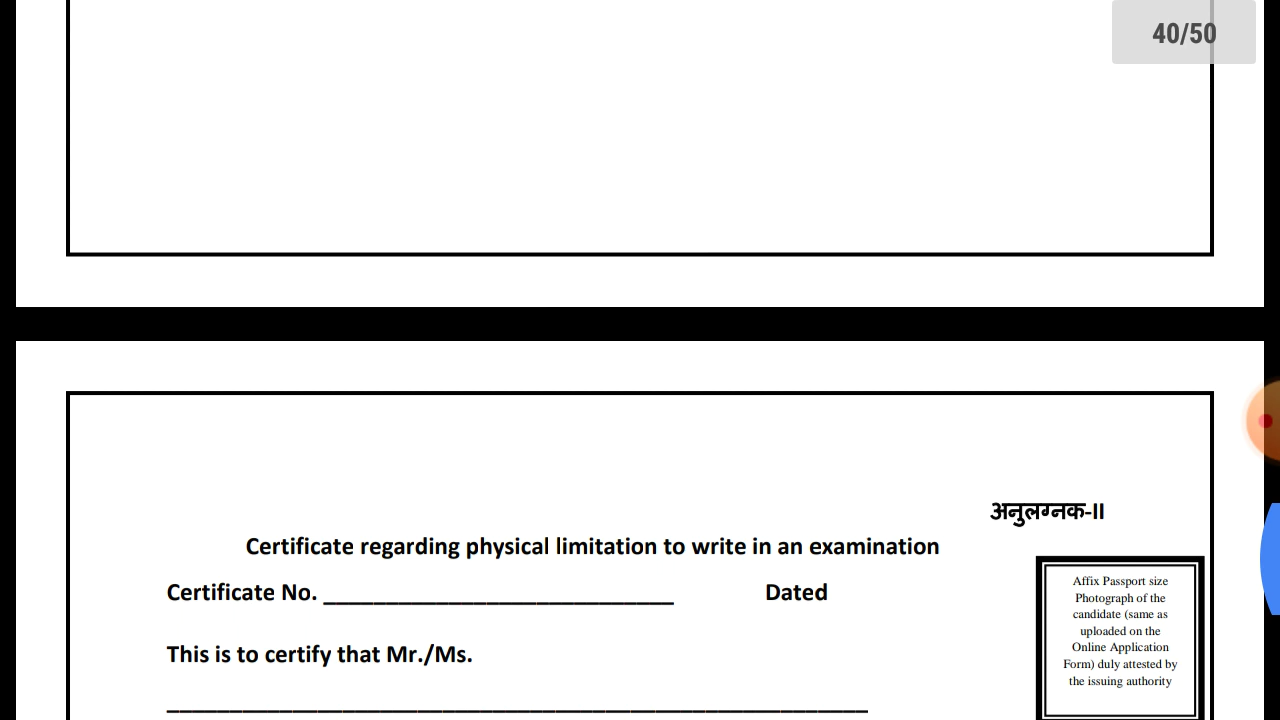 40/50
अनुलग्नक-II
Certificate regarding physical limitation to write in an examination
Certificate No. ____________________________ Dated
This is to certify that Mr./Ms.
________________________________________________________
Affix Passport size
Photograph of the
candidate (same as
uploaded on the
Online Application
Form) duly attested by
the issuing authority